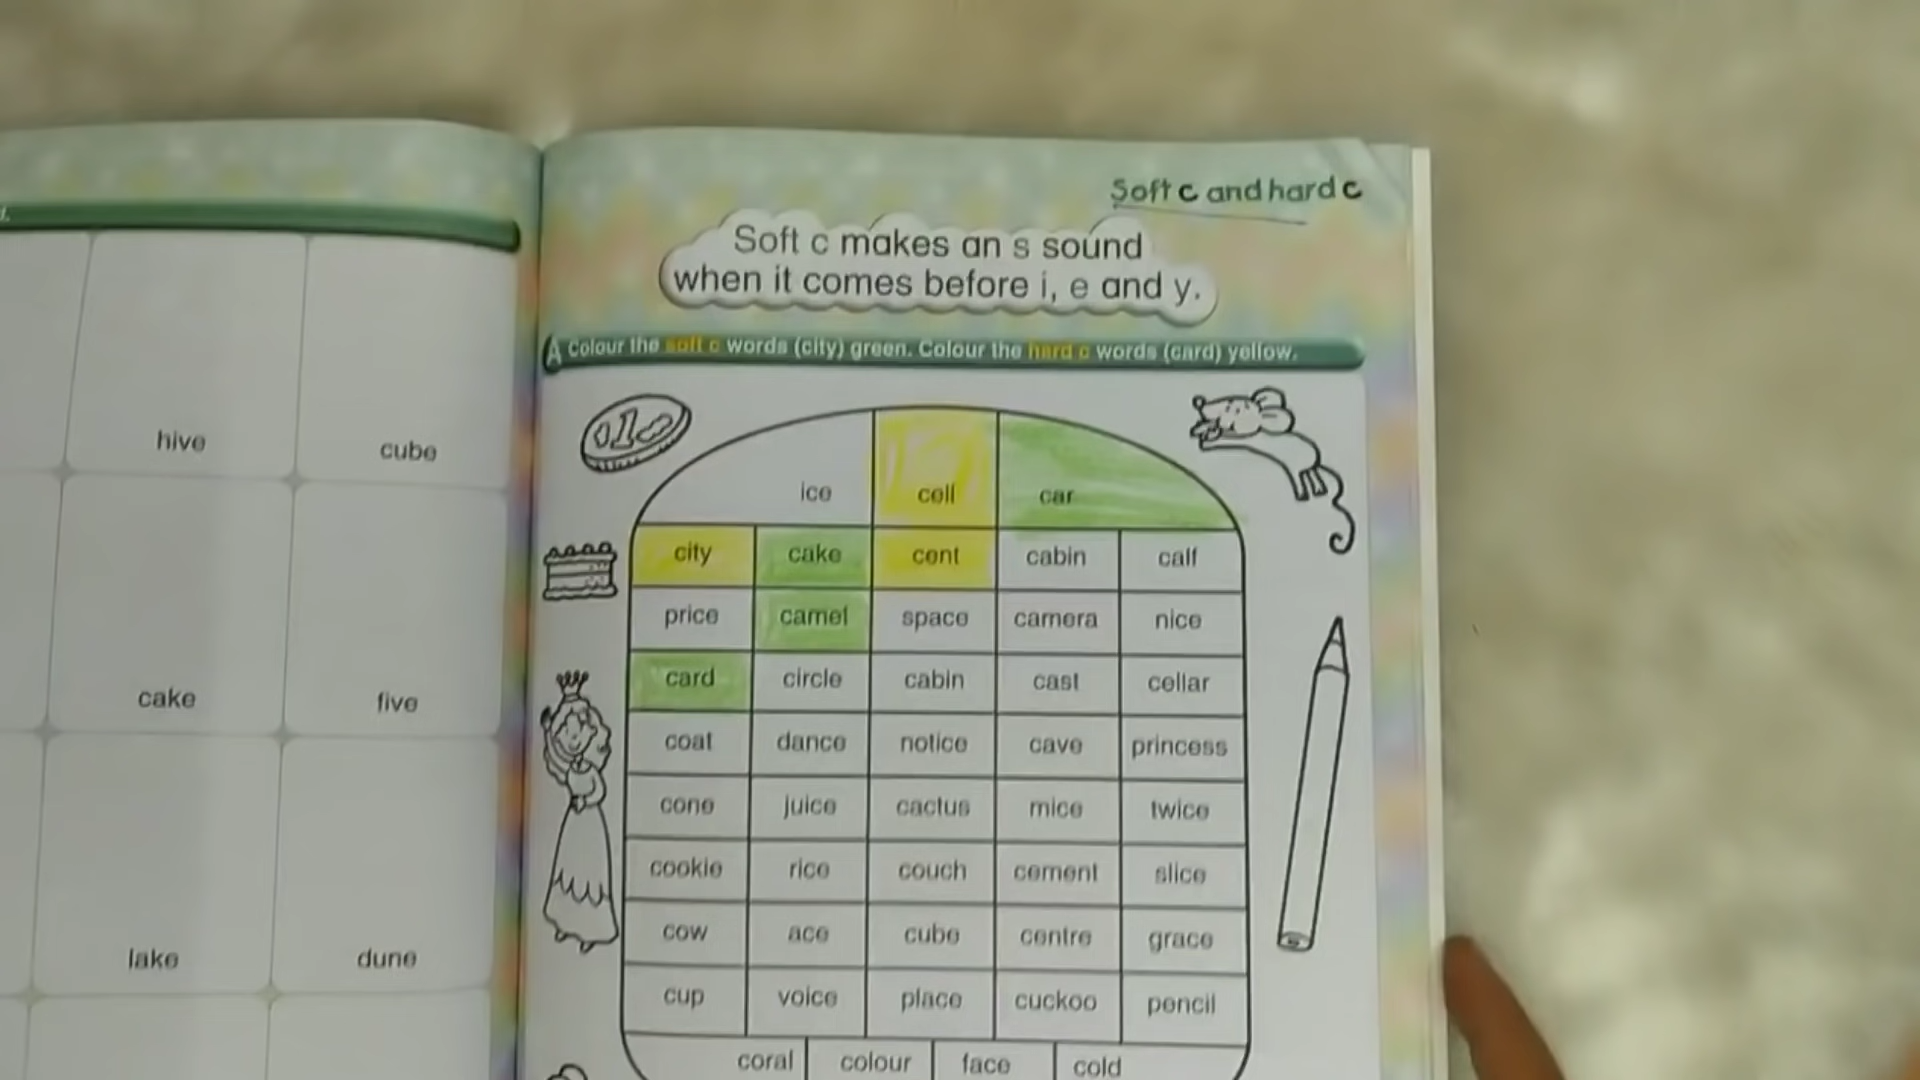 Soft c and hard c
Soft c makes an s sound
when it comes before i, e and y.
A Colour the soft c words (city) green. Colour the hard c words (card) yellow.
hive cube
cake five
lake dune
ice cell car
city cake cent cabin calf
price camel space camera nice
card circle cabin cast cellar
coat dance notice cave princess
cone juice cactus mice twice
cookie rice couch cement slice
cow ace cube centre grace
cup voice place cuckoo pencil
coral colour face cold